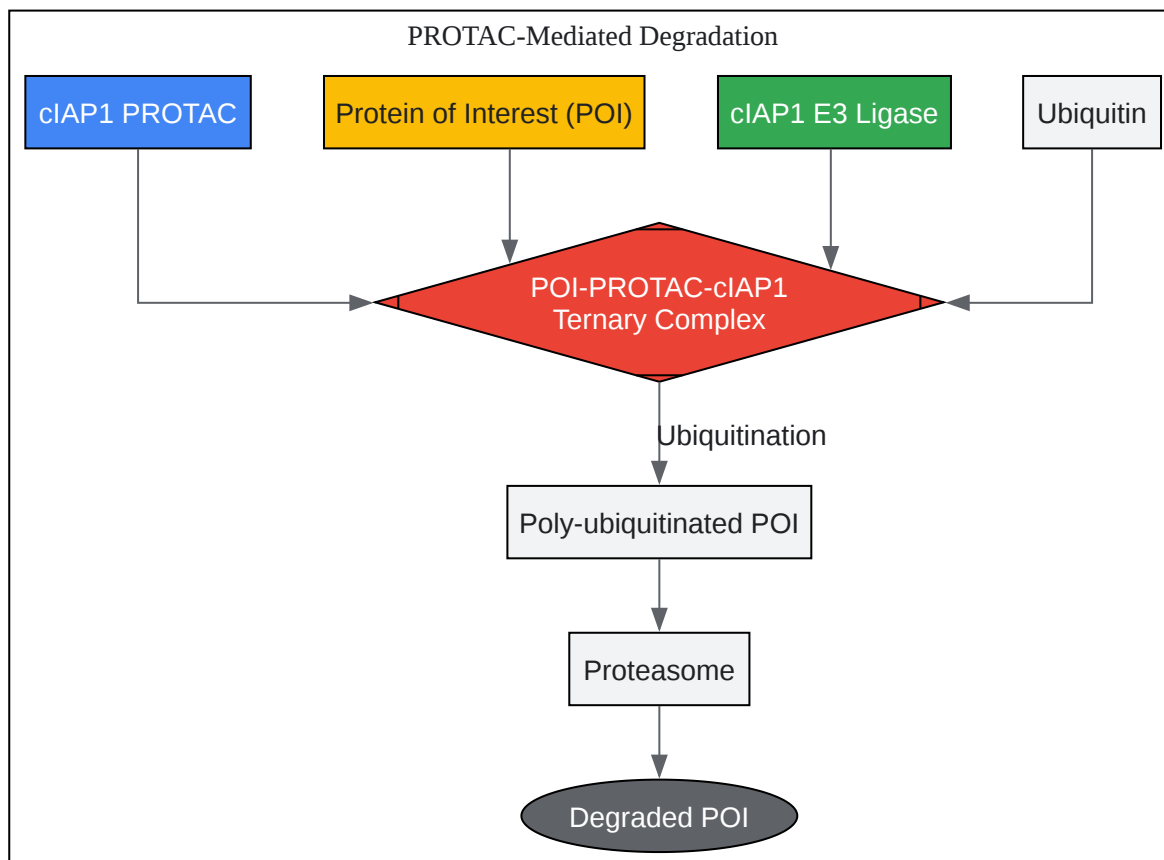 PROTAC-Mediated Degradation
cIAP1 PROTAC
Protein of Interest (POI)
cIAP1 E3 Ligase
Ubiquitin
POI-PROTAC-cIAP1
Ternary Complex
Ubiquitination
Poly-ubiquitinated POI
Proteasome
Degraded POI